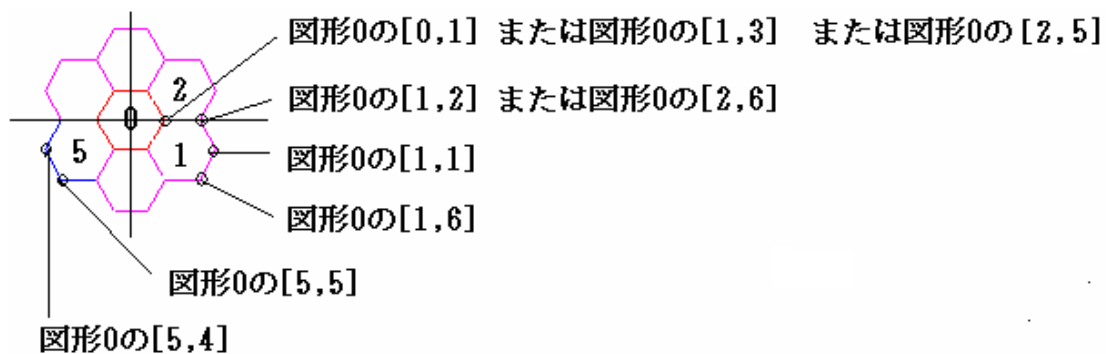 図形0の[0,1] または図形0の[1,3] または図形0の[2,5]
2
図形0の[1,2] または図形0の[2,6]
0
5
1
図形0の[1,1]
図形0の[1,6]
図形0の[5,5]
図形0の[5,4]